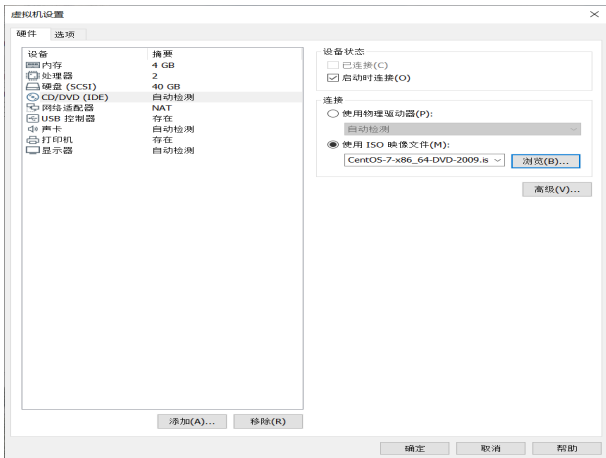 虚拟机设置
硬件 选项
设备 摘要
内存 4 GB
处理器 2
硬盘 (SCSI) 40 GB
CD/DVD (IDE) 自动检测
网络适配器 NAT
USB 控制器 存在
声卡 自动检测
打印机 存在
显示器 自动检测
添加(A)... 移除(R)
设备状态
已连接(C)
启动时连接(O)
连接
使用物理驱动器(P):
自动检测
使用 ISO 映像文件(M):
CentOS-7-x86_64-DVD-2009.is 浏览(B)...
高级(V)...
确定 取消 帮助